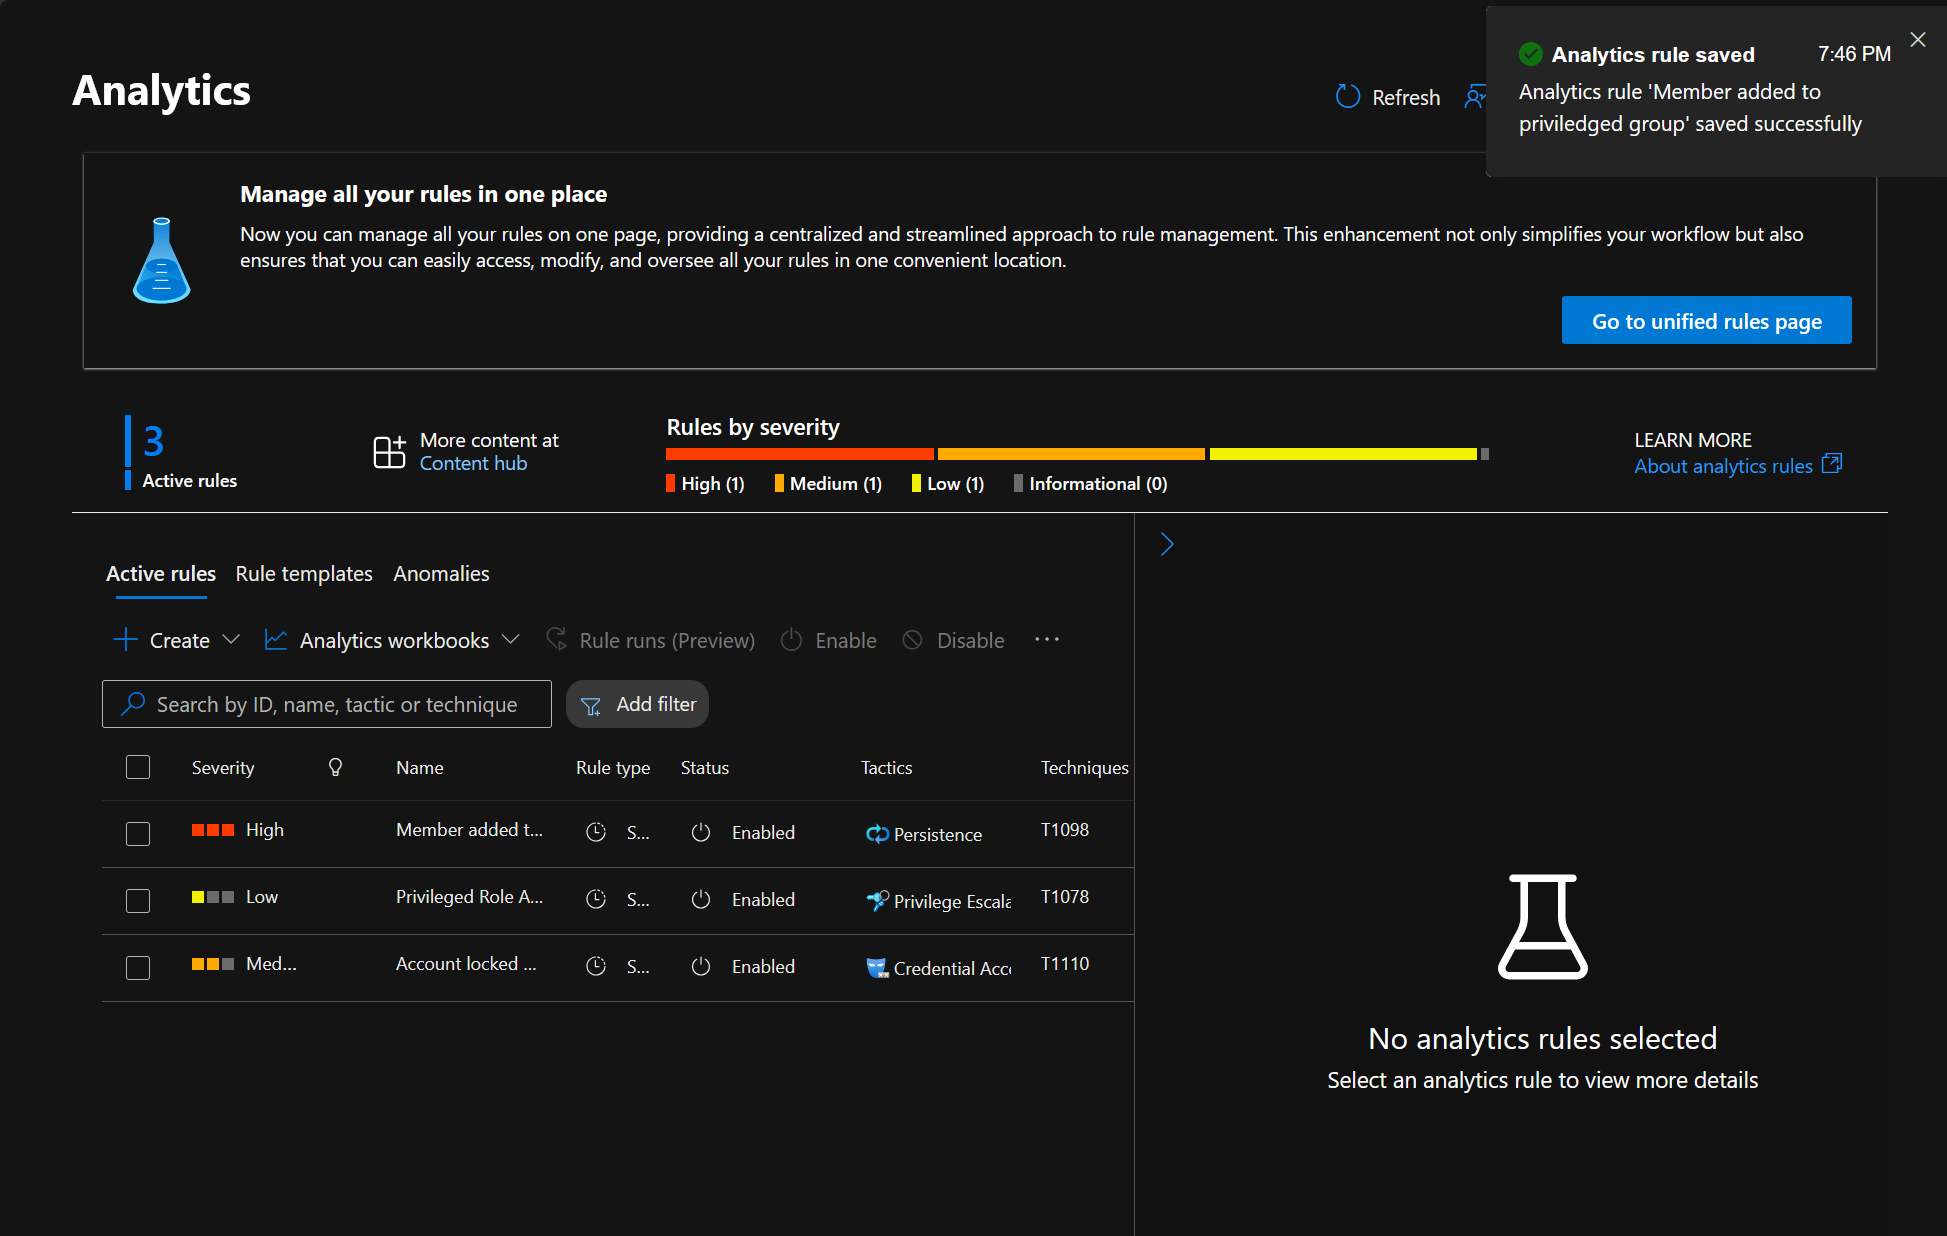 Analytics rule saved 7:46 PM
Analytics rule 'Member added to
priviledged group' saved successfully
Analytics
Refresh
Manage all your rules in one place
Now you can manage all your rules on one page, providing a centralized and streamlined approach to rule management. This enhancement not only simplifies your workflow but also
ensures that you can easily access, modify, and oversee all your rules in one convenient location.
Go to unified rules page
3
Active rules
More content at
Content hub
Rules by severity
High (1) Medium (1) Low (1) Informational (0)
LEARN MORE
About analytics rules
Active rules Rule templates Anomalies
Create Analytics workbooks Rule runs (Preview) Enable Disable ...
Search by ID, name, tactic or technique Add filter
Severity Name Rule type Status Tactics Techniques
High Member added t... S... Enabled Persistence T1098
Low Privileged Role A... S... Enabled Privilege Escala T1078
Med... Account locked ... S... Enabled Credential Acce T1110
No analytics rules selected
Select an analytics rule to view more details